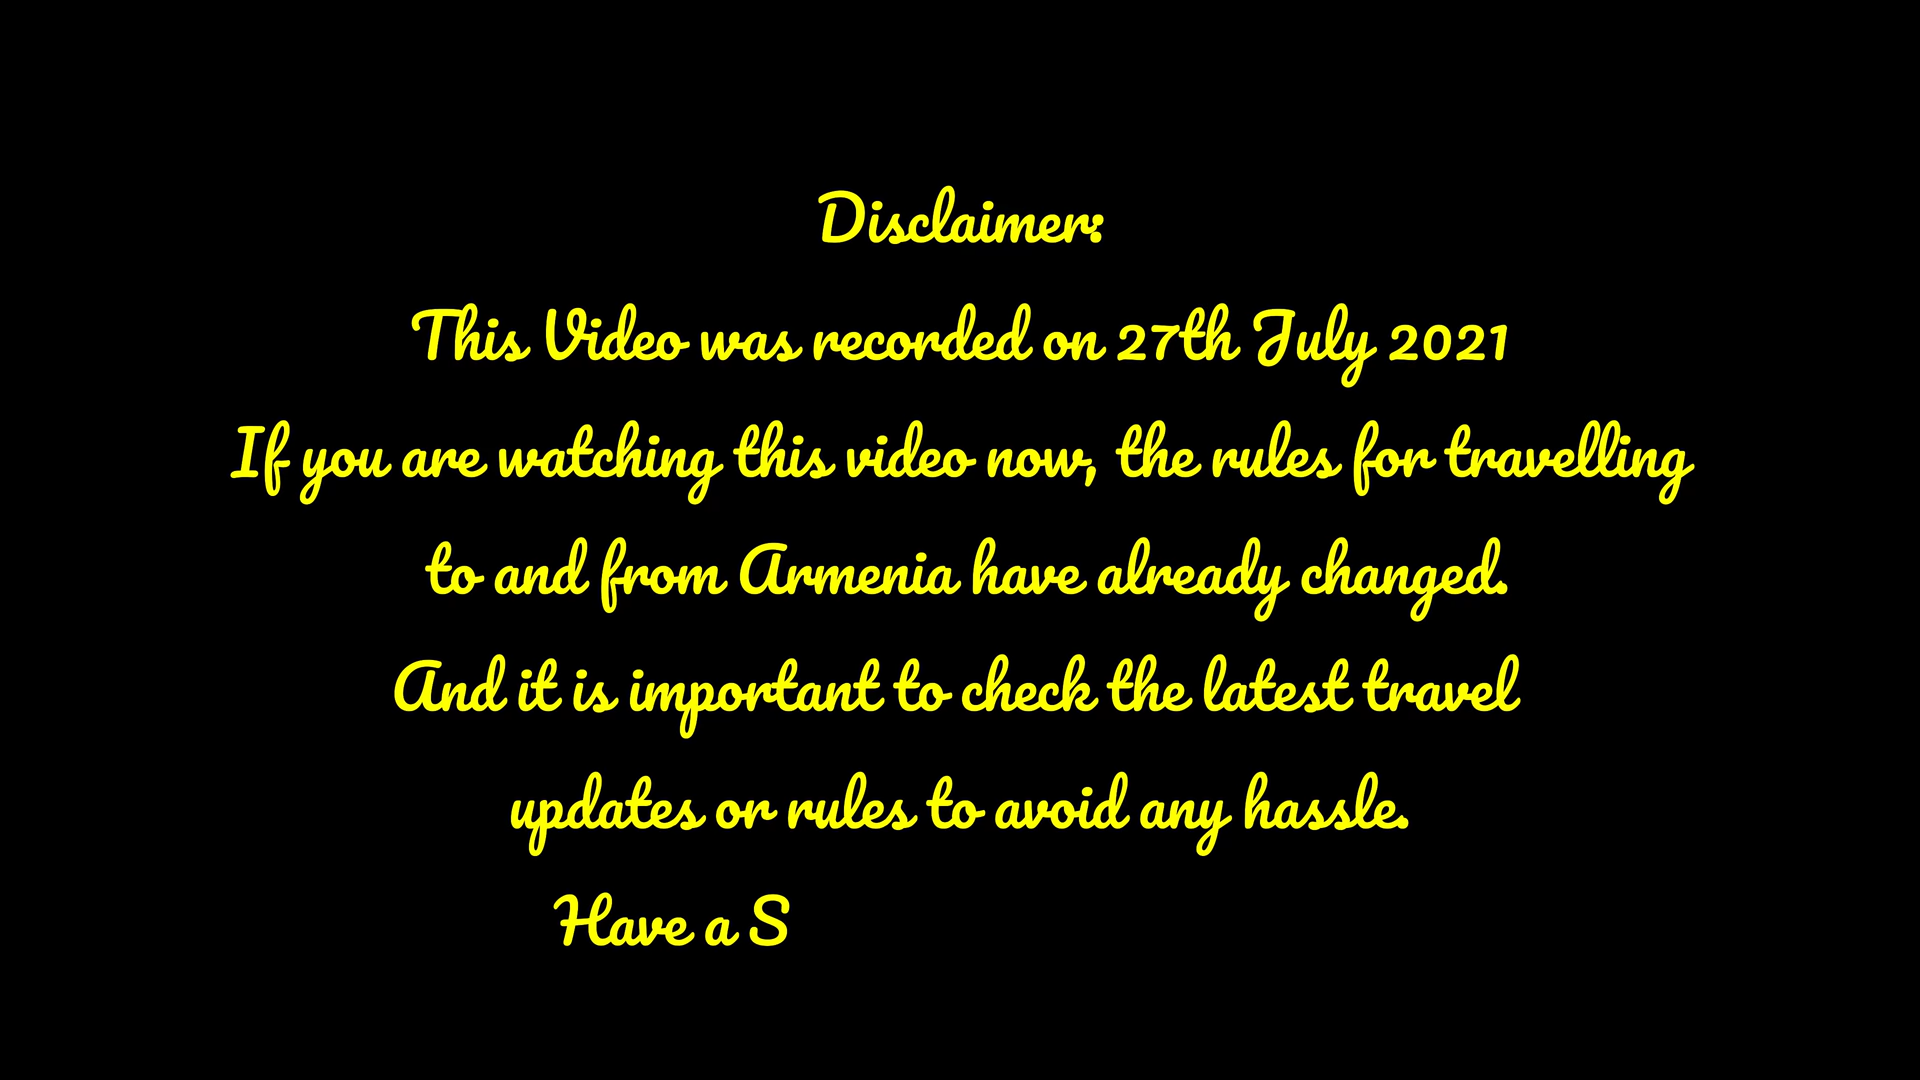 Disclaimer:
This Video was recorded on 27th July 2021
If you are watching this video now, the rules for travelling
to and from Armenia have already changed.
And it is important to check the latest travel
updates or rules to avoid any hassle.
Have a S